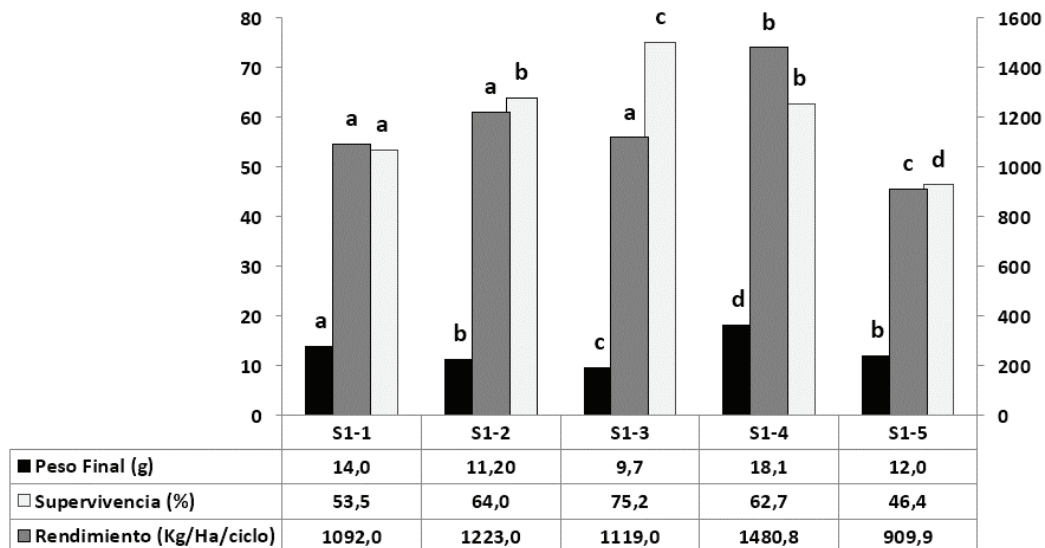 80 1600
c b
70 1400
b b
a
60 a a 1200
a
50 c d 1000
40 800
30 600
d
20 a 400
b c b
10 200
0 0
S1-1 S1-2 S1-3 S1-4 S1-5
Peso Final (g) 14,0 11,20 9,7 18,1 12,0
Supervivencia (%) 53,5 64,0 75,2 62,7 46,4
Rendimiento (Kg/Ha/ciclo) 1092,0 1223,0 1119,0 1480,8 909,9